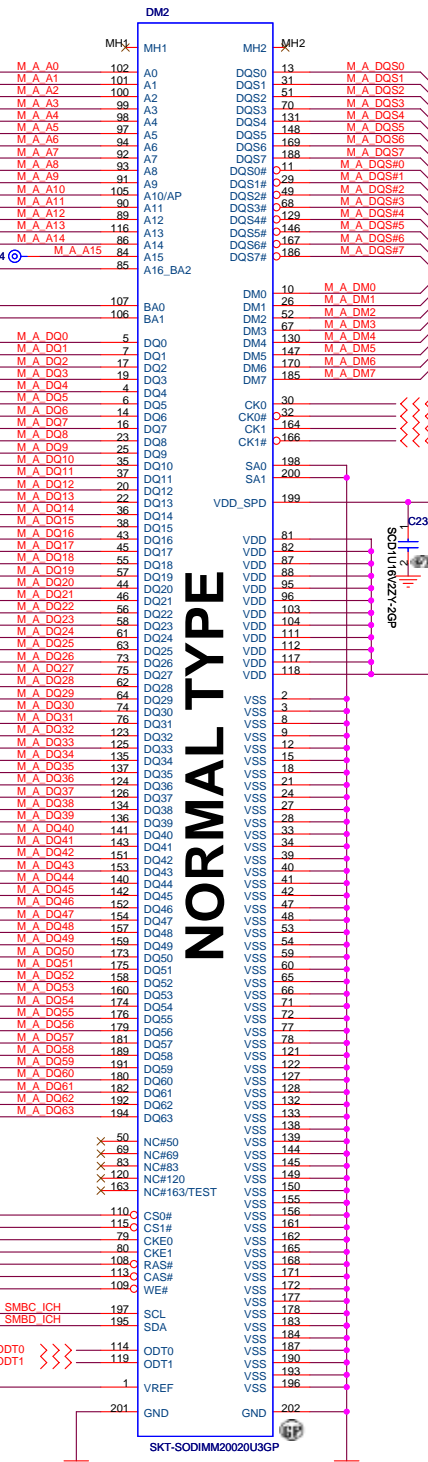 DM2
MH1 MH1
M_A_A0 102 A0
M_A_A1 101 A1
M_A_A2 100 A2
M_A_A3 99 A3
M_A_A4 98 A4
M_A_A5 97 A5
M_A_A6 94 A6
M_A_A7 92 A7
M_A_A8 93 A8
M_A_A9 91 A9
M_A_A10 105 A10/AP
M_A_A11 90 A11
M_A_A12 89 A12
M_A_A13 116 A13
M_A_A14 86 A14
4 M_A_A15 84 A15
85 A16_BA2
107 BA0
106 BA1
M_A_DQ0 5 DQ0
M_A_DQ1 7 DQ1
M_A_DQ2 17 DQ2
M_A_DQ3 19 DQ3
M_A_DQ4 4 DQ4
M_A_DQ5 6 DQ5
M_A_DQ6 14 DQ6
M_A_DQ7 16 DQ7
M_A_DQ8 23 DQ8
M_A_DQ9 25 DQ9
M_A_DQ10 35 DQ10
M_A_DQ11 37 DQ11
M_A_DQ12 20 DQ12
M_A_DQ13 22 DQ13
M_A_DQ14 36 DQ14
M_A_DQ15 38 DQ15
M_A_DQ16 43 DQ16
M_A_DQ17 45 DQ17
M_A_DQ18 55 DQ18
M_A_DQ19 57 DQ19
M_A_DQ20 44 DQ20
M_A_DQ21 46 DQ21
M_A_DQ22 56 DQ22
M_A_DQ23 58 DQ23
M_A_DQ24 61 DQ24
M_A_DQ25 63 DQ25
M_A_DQ26 73 DQ26
M_A_DQ27 75 DQ27
M_A_DQ28 62 DQ28
M_A_DQ29 64 DQ29
M_A_DQ30 74 DQ30
M_A_DQ31 76 DQ31
M_A_DQ32 123 DQ32
M_A_DQ33 125 DQ33
M_A_DQ34 135 DQ34
M_A_DQ35 137 DQ35
M_A_DQ36 124 DQ36
M_A_DQ37 126 DQ37
M_A_DQ38 134 DQ38
M_A_DQ39 136 DQ39
M_A_DQ40 141 DQ40
M_A_DQ41 143 DQ41
M_A_DQ42 151 DQ42
M_A_DQ43 153 DQ43
M_A_DQ44 140 DQ44
M_A_DQ45 142 DQ45
M_A_DQ46 152 DQ46
M_A_DQ47 154 DQ47
M_A_DQ48 157 DQ48
M_A_DQ49 159 DQ49
M_A_DQ50 173 DQ50
M_A_DQ51 175 DQ51
M_A_DQ52 158 DQ52
M_A_DQ53 160 DQ53
M_A_DQ54 174 DQ54
M_A_DQ55 176 DQ55
M_A_DQ56 179 DQ56
M_A_DQ57 181 DQ57
M_A_DQ58 189 DQ58
M_A_DQ59 191 DQ59
M_A_DQ60 180 DQ60
M_A_DQ61 182 DQ61
M_A_DQ62 192 DQ62
M_A_DQ63 194 DQ63
50 NC#50
69 NC#69
83 NC#83
120 NC#120
163 NC#163/TEST
110 CS0#
115 CS1#
79 CKE0
80 CKE1
108 RAS#
113 CAS#
109 WE#
SMBC_ICH 197 SCL
SMBD_ICH 195 SDA
ODT0 114 ODT0
ODT1 119 ODT1
1 VREF
201 GND
NORMAL TYPE
MH2 MH2
DQS0 13 M_A_DQS0
DQS1 31 M_A_DQS1
DQS2 51 M_A_DQS2
DQS3 70 M_A_DQS3
DQS4 131 M_A_DQS4
DQS5 148 M_A_DQS5
DQS6 169 M_A_DQS6
DQS7 188 M_A_DQS7
DQS0# 11 M_A_DQS#0
DQS1# 29 M_A_DQS#1
DQS2# 49 M_A_DQS#2
DQS3# 68 M_A_DQS#3
DQS4# 129 M_A_DQS#4
DQS5# 146 M_A_DQS#5
DQS6# 167 M_A_DQS#6
DQS7# 186 M_A_DQS#7
DM0 10 M_A_DM0
DM1 26 M_A_DM1
DM2 52 M_A_DM2
DM3 67 M_A_DM3
DM4 130 M_A_DM4
DM5 147 M_A_DM5
DM6 170 M_A_DM6
DM7 185 M_A_DM7
CK0 30
CK0# 32
CK1 164
CK1# 166
SA0 198
SA1 200
VDD_SPD 199
C23
1
2
SCD1U16V2ZY-2GP
VDD 81
VDD 82
VDD 87
VDD 88
VDD 95
VDD 96
VDD 103
VDD 104
VDD 111
VDD 112
VDD 117
VDD 118
VSS 2
VSS 3
VSS 8
VSS 9
VSS 12
VSS 15
VSS 18
VSS 21
VSS 24
VSS 27
VSS 28
VSS 33
VSS 34
VSS 39
VSS 40
VSS 41
VSS 42
VSS 47
VSS 48
VSS 53
VSS 54
VSS 59
VSS 60
VSS 65
VSS 66
VSS 71
VSS 72
VSS 77
VSS 78
VSS 121
VSS 122
VSS 127
VSS 128
VSS 132
VSS 133
VSS 138
VSS 139
VSS 144
VSS 145
VSS 149
VSS 150
VSS 155
VSS 156
VSS 161
VSS 162
VSS 165
VSS 168
VSS 171
VSS 172
VSS 177
VSS 178
VSS 183
VSS 184
VSS 187
VSS 190
VSS 193
VSS 196
GND 202
GP
SKT-SODIMM20020U3GP